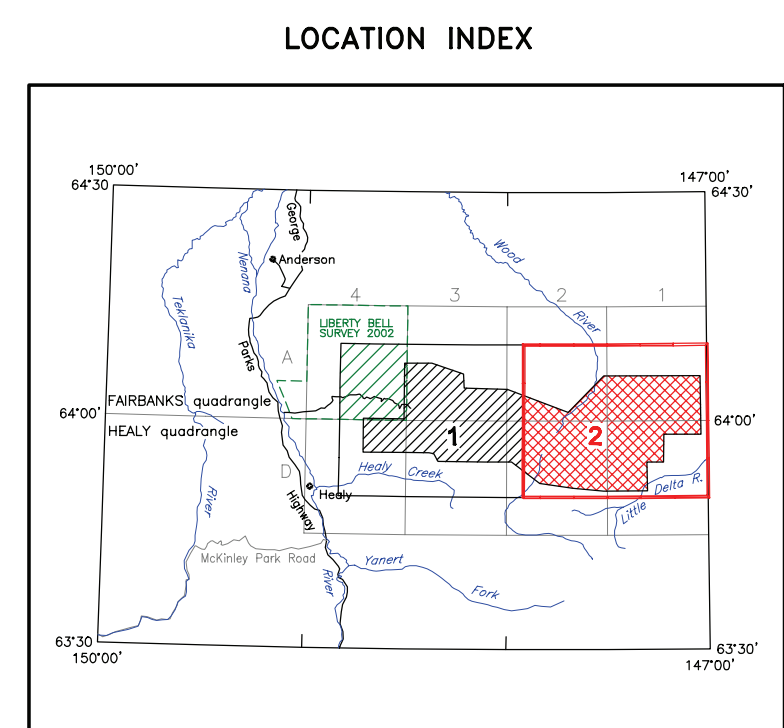 LOCATION INDEX
150°00'
147°00'
64°30'
64°30'
George
Anderson
Nenana
Wood
River
Teklanika
4
3
2
1
LIBERTY BELL
SURVEY 2002
Parks
A
FAIRBANKS quadrangle
64°00'
64°00'
HEALY quadrangle
1
2
D
Healy Creek
Healy
Highway
River
Little Delta R.
McKinley Park Road
Yanert Fork
River
63°30'
63°30'
150°00'
147°00'